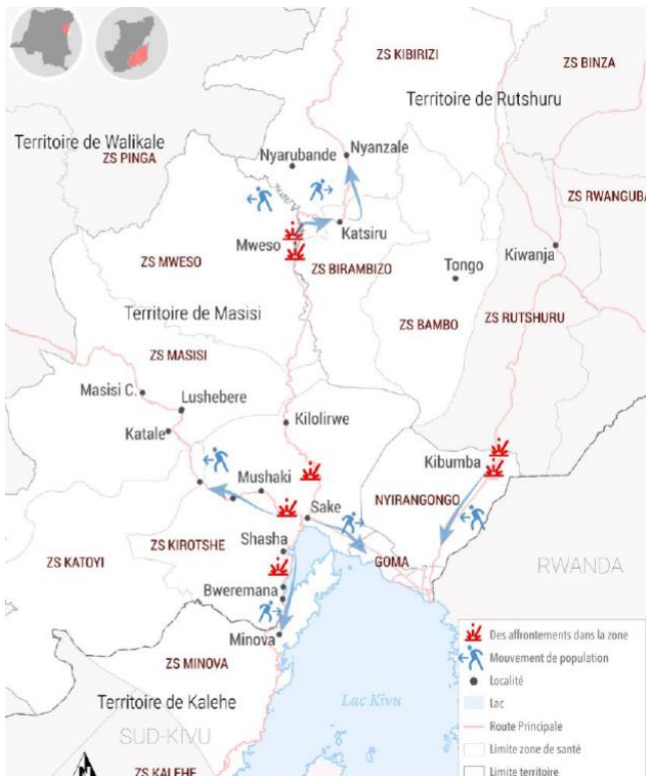 ZS KIBIRIZI
ZS BINZA
Territoire de Rutshuru
Territoire de Walikale
ZS PINGA
Nyarubande
Nyanzale
ZS RWANGUBA
Mweso
Katsiru
ZS MWESO
ZS BIRAMBIZO
Tongo
Kiwanja
Territoire de Masisi
ZS BAMBO
ZS RUTSHURU
ZS MASISI
Masisi C.
Lushebere
Katale
Kilolirwe
Kibumba
Mushaki
NYIRANGONGO
Sake
ZS KIROTSHE
Shasha
ZS KATOYI
GOMA
RWANDA
Bweremana
Minova
ZS MINOVA
Territoire de Kalehe
Lac Kivu
SUD-KIVU
ZS KALEHE
Des affrontements dans la zone
Mouvement de population
Localité
Lac
Route Principale
Limite zone de santé
Limite territoire